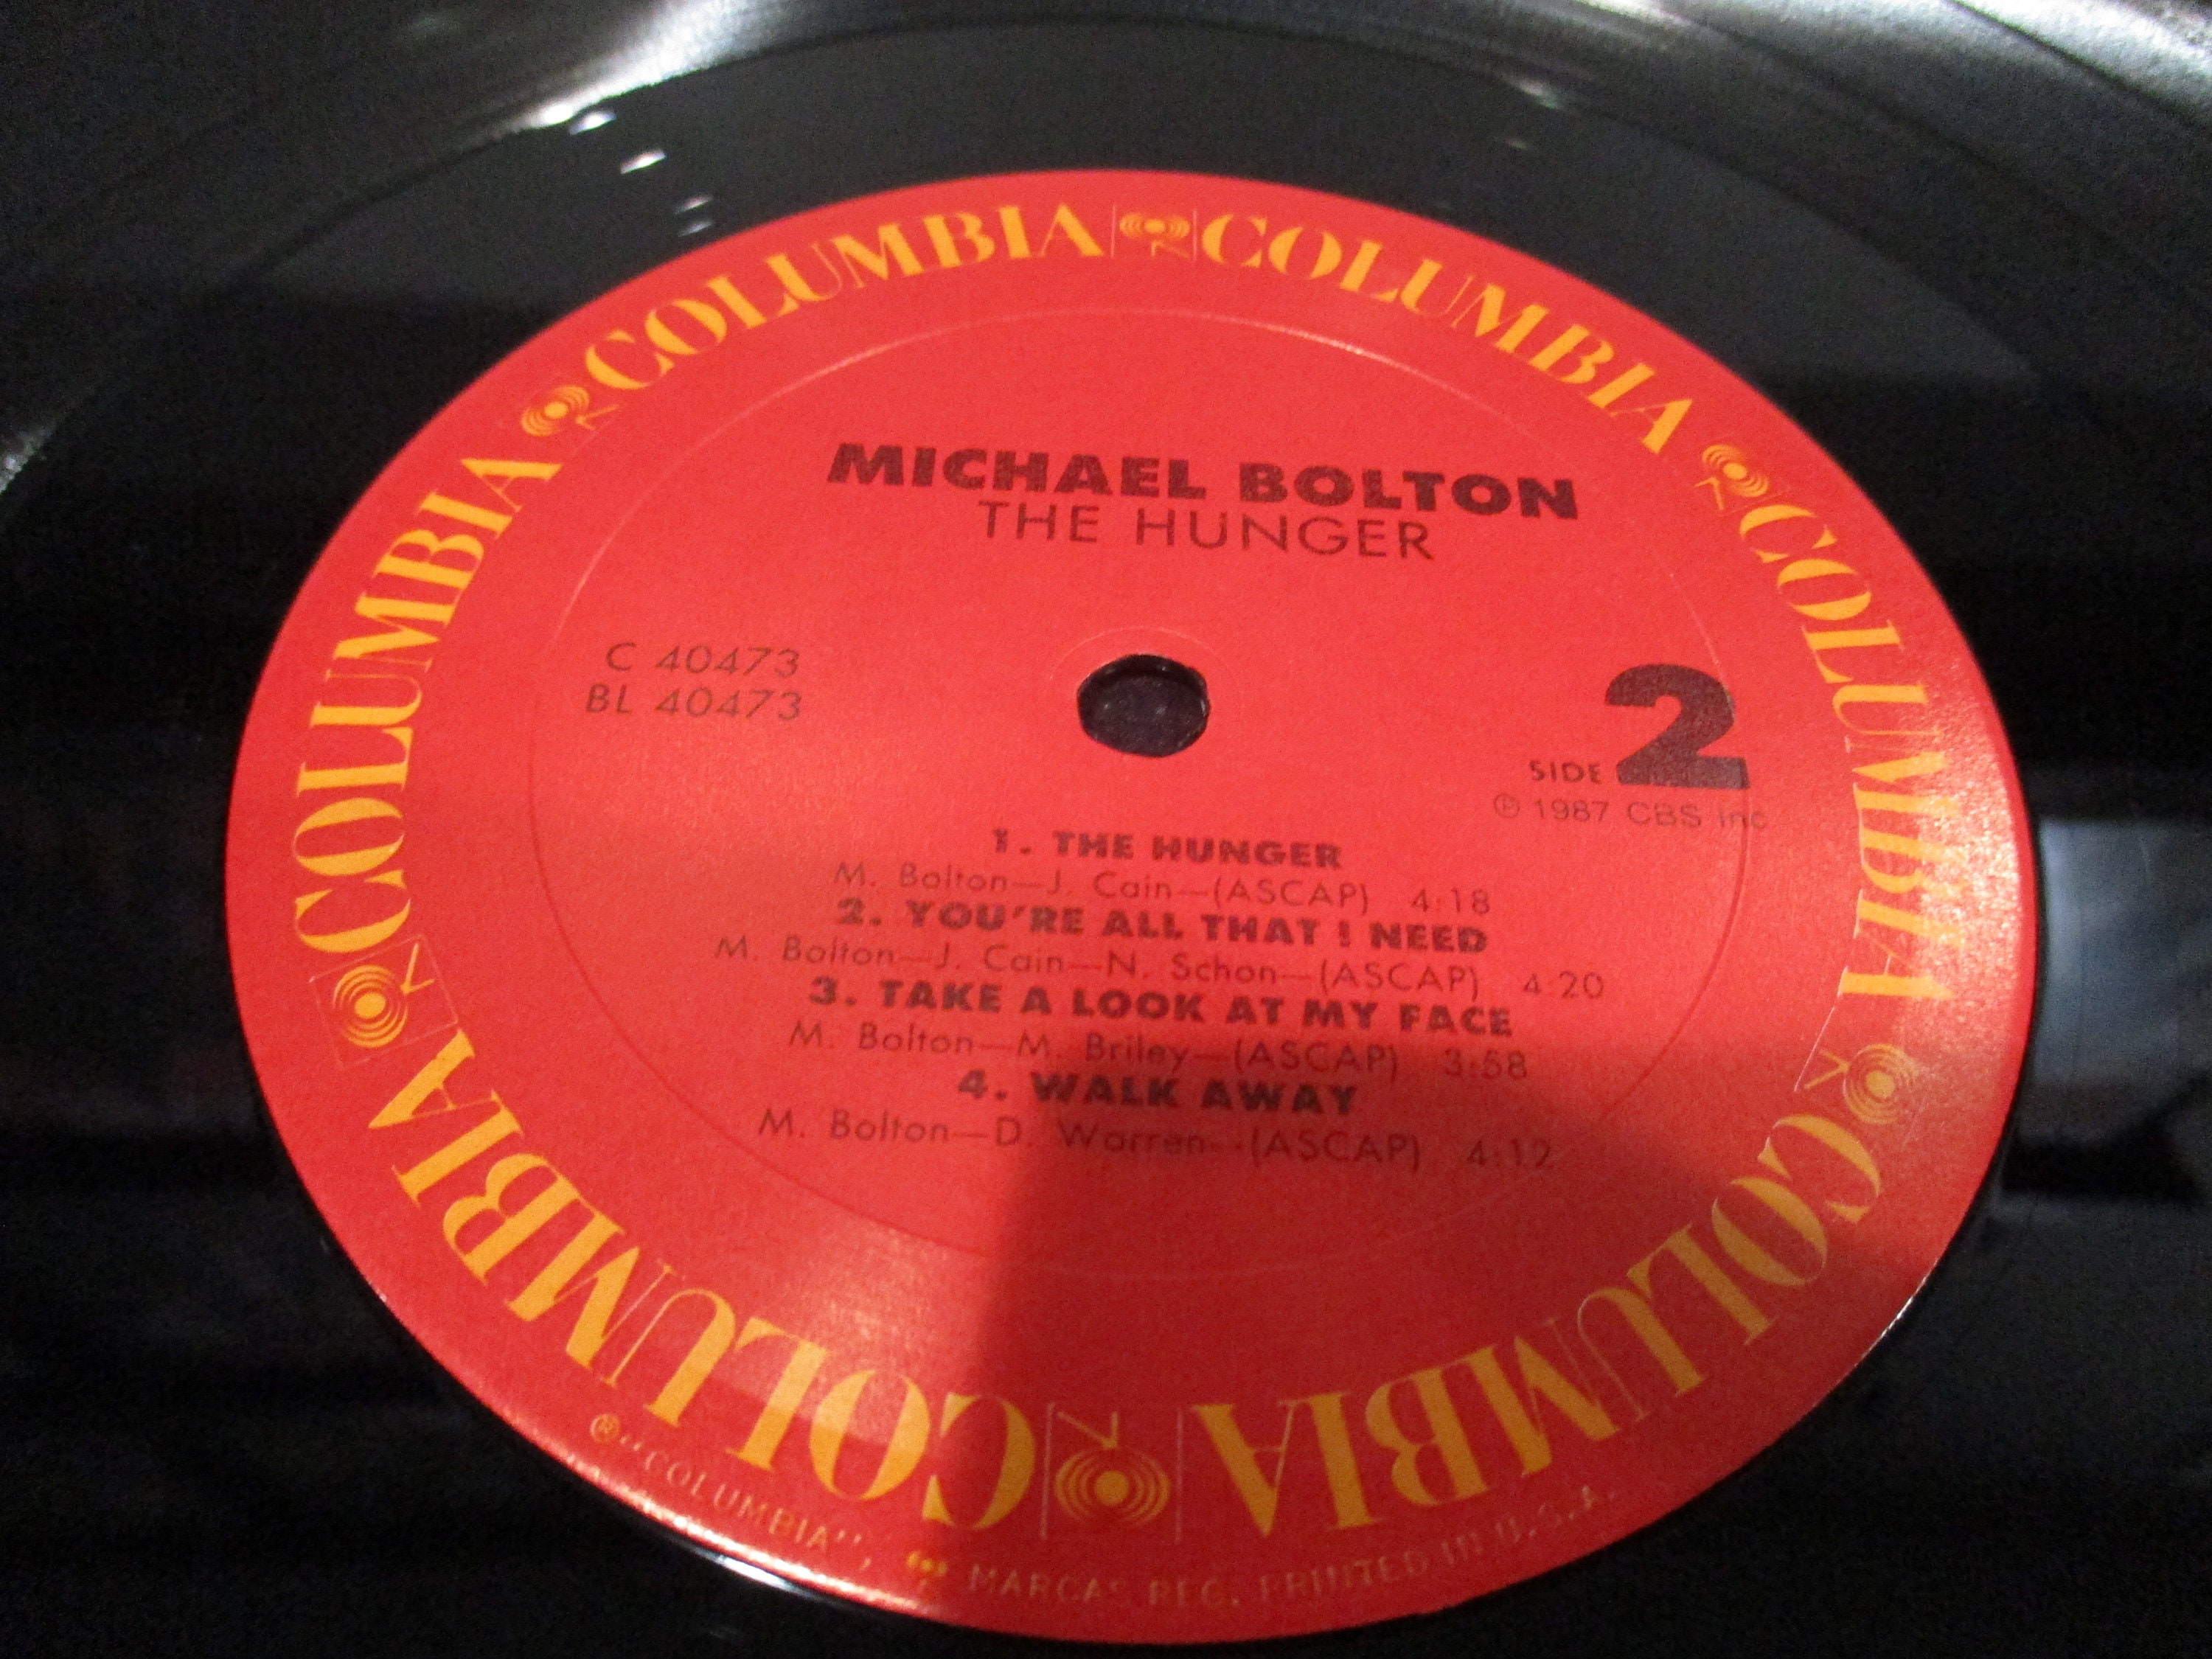 COLUMBIA COLUMBIA COLUMBIA COLUMBIA COLUMBIA COLUMBIA
MICHAEL BOLTON
THE HUNGER
C 40473
BL 40473
SIDE 2
℗ 1987 CBS Inc
1. THE HUNGER
M. Bolton—J. Cain—(ASCAP) 4:18
2. YOU'RE ALL THAT I NEED
M. Bolton—J. Cain—N. Schon—(ASCAP) 4:20
3. TAKE A LOOK AT MY FACE
M. Bolton—M. Briley—(ASCAP) 3:58
4. WALK AWAY
M. Bolton—D. Warren—(ASCAP) 4:12
® "COLUMBIA", MARCAS REG. PRINTED IN U.S.A.